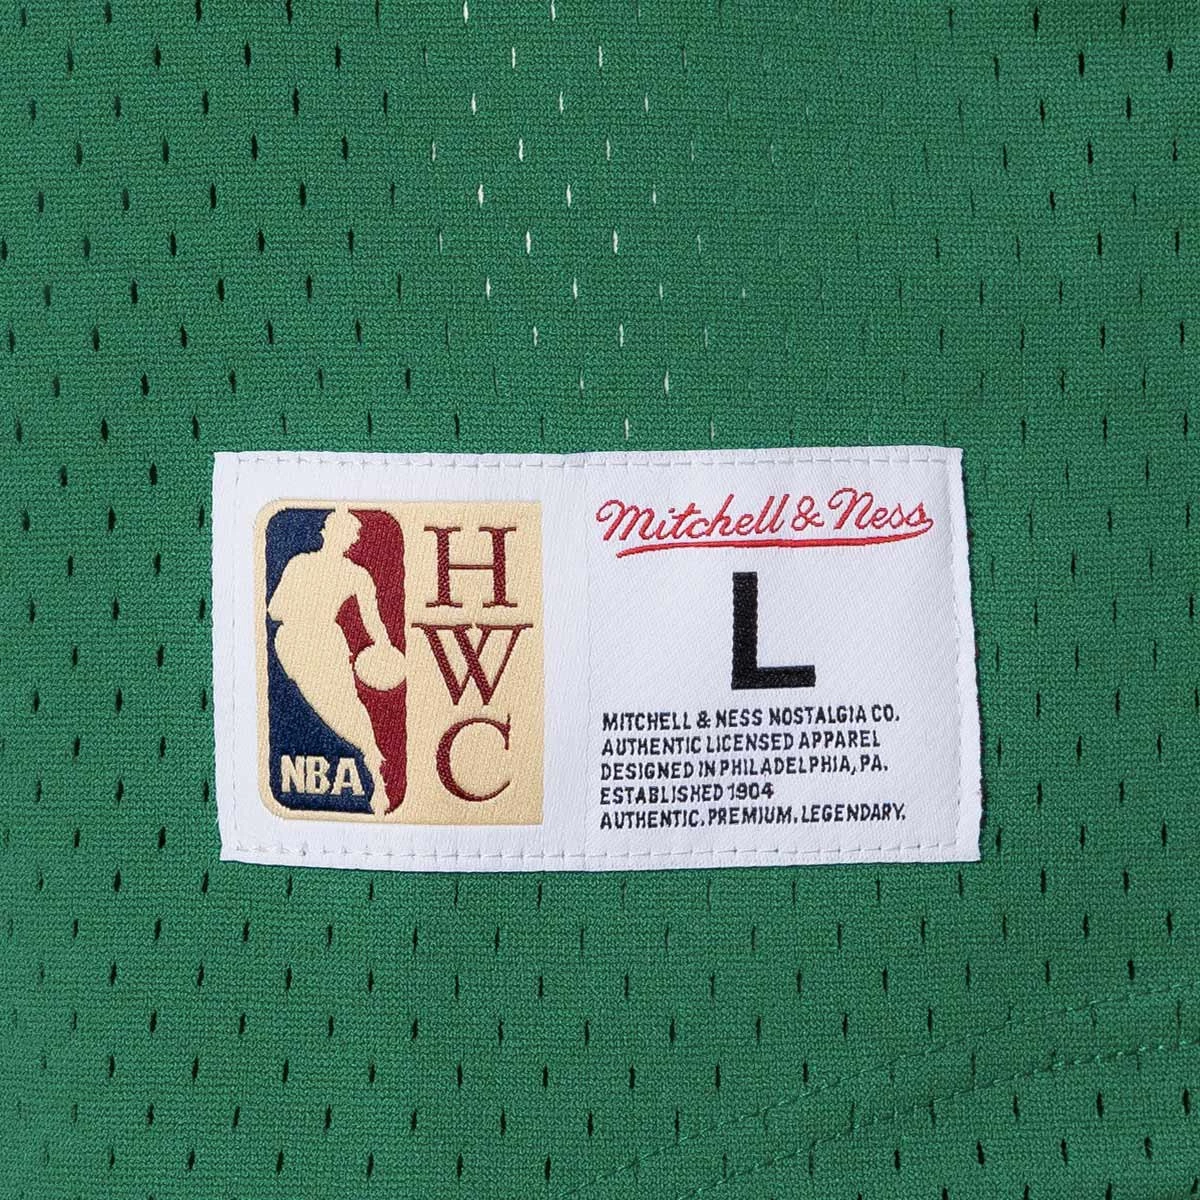 NBA
H
W
C
Mitchell & Ness
L
MITCHELL & NESS NOSTALGIA CO.
AUTHENTIC LICENSED APPAREL
DESIGNED IN PHILADELPHIA, PA.
ESTABLISHED 1904
AUTHENTIC. PREMIUM. LEGENDARY.